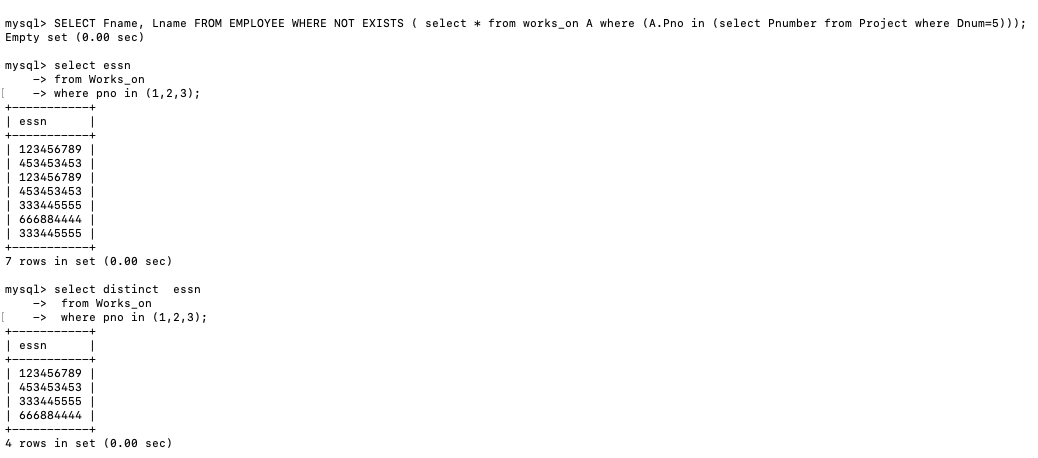 mysql> SELECT Fname, Lname FROM EMPLOYEE WHERE NOT EXISTS ( select * from works_on A where (A.Pno in (select Pnumber from Project where Dnum=5)));
Empty set (0.00 sec)
mysql> select essn
    -> from Works_on
[    -> where pno in (1,2,3);
+-----------+
| essn      |
+-----------+
| 123456789 |
| 453453453 |
| 123456789 |
| 453453453 |
| 333445555 |
| 666884444 |
| 333445555 |
+-----------+
7 rows in set (0.00 sec)
mysql> select distinct  essn
    ->  from Works_on
[    ->  where pno in (1,2,3);
+-----------+
| essn      |
+-----------+
| 123456789 |
| 453453453 |
| 333445555 |
| 666884444 |
+-----------+
4 rows in set (0.00 sec)